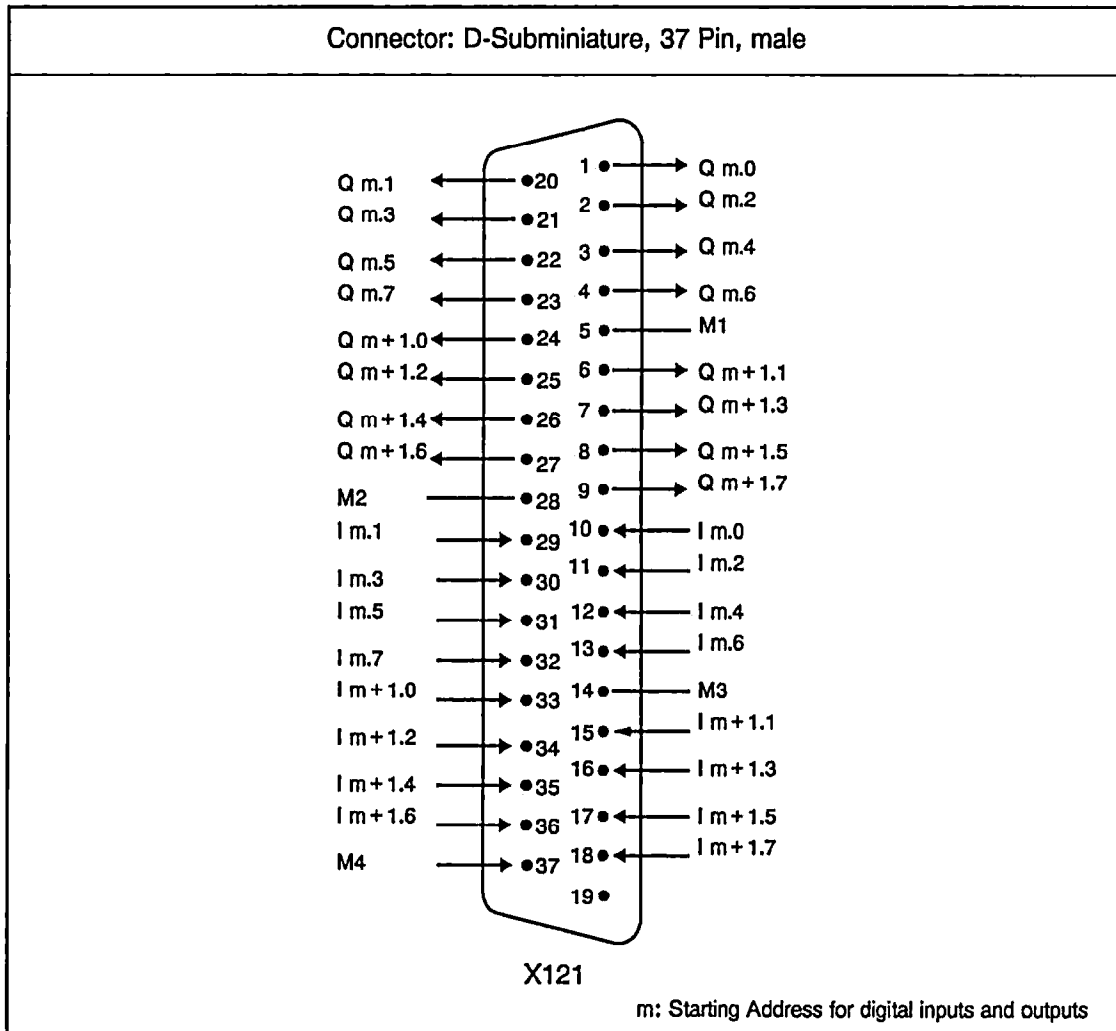 Connector: D-Subminiature, 37 Pin, male
1 Q m.0
Q m.1 20
2 Q m.2
Q m.3 21
3 Q m.4
Q m.5 22
4 Q m.6
Q m.7 23
5 M1
Q m+1.0 24
6 Q m+1.1
Q m+1.2 25
7 Q m+1.3
Q m+1.4 26
8 Q m+1.5
Q m+1.6 27
9 Q m+1.7
M2 28
10 I m.0
I m.1 29
11 I m.2
I m.3 30
12 I m.4
I m.5 31
13 I m.6
I m.7 32
14 M3
I m+1.0 33
15 I m+1.1
I m+1.2 34
16 I m+1.3
I m+1.4 35
17 I m+1.5
I m+1.6 36
18 I m+1.7
M4 37
19
X121
m: Starting Address for digital inputs and outputs